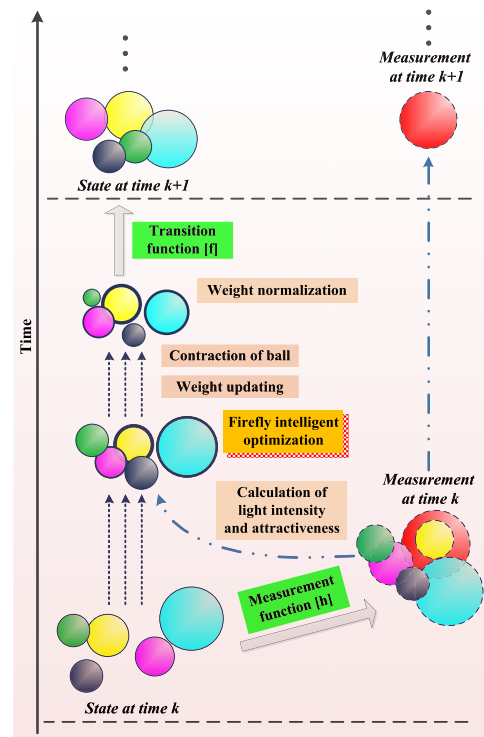 Measurement
at time k+1
State at time k+1
Transition
function [f]
Weight normalization
Time
Contraction of ball
Weight updating
Firefly intelligent
optimization
Measurement
at time k
Calculation of
light intensity
and attractiveness
Measurement
function [h]
State at time k